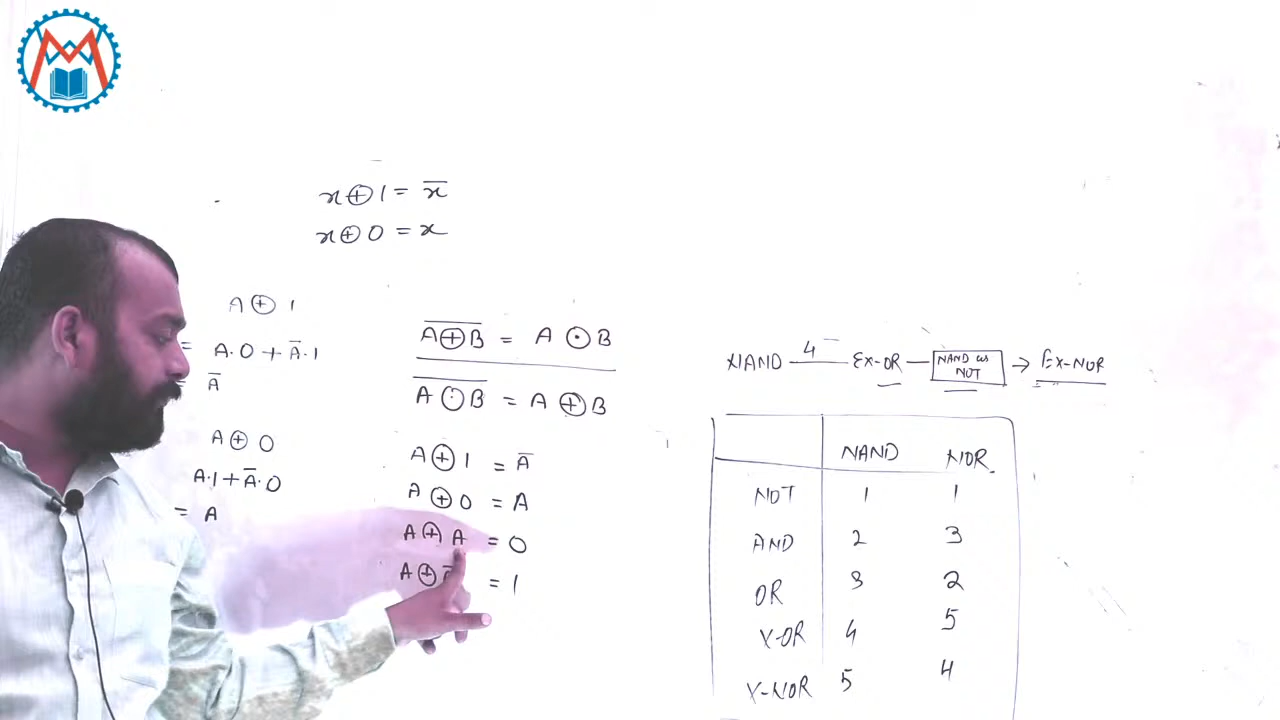 x⊕1 = x̅
x⊕0 = x
A⊕1
= A·0 + A̅·1
= A̅
A⊕0
A·1 + A̅·0
= A
A̅⊕̅B̅ = A⊙B
A̅⊙̅B̅ = A⊕B
A⊕1 = A̅
A⊕0 = A
A⊕A = 0
A⊕ = 1
NAND 4 EX-OR — NAND as NOT → EX-NOR
NAND NOR
NOT 1 1
AND 2 3
OR 3 2
X-OR 4 5
X-NOR 5 4